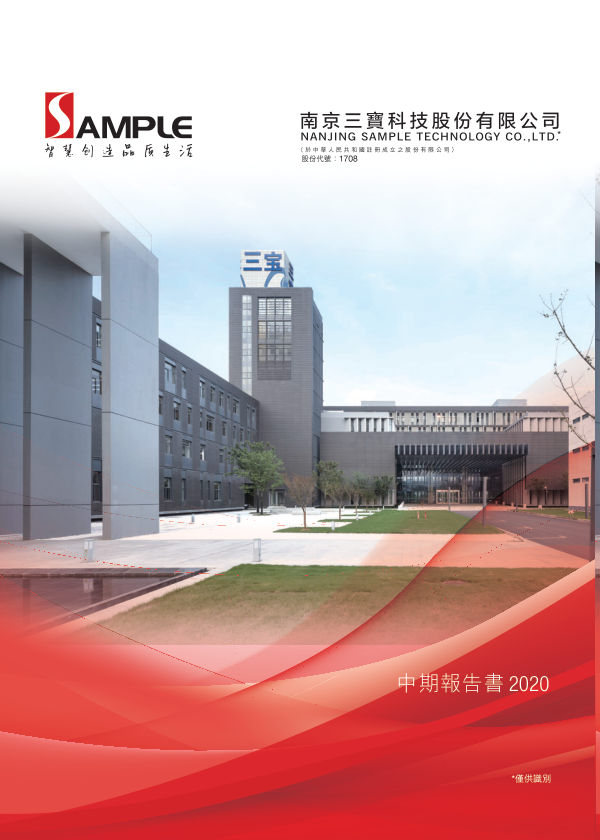 SAMPLE
智慧创造品质生活
南京三寶科技股份有限公司
NANJING SAMPLE TECHNOLOGY CO.,LTD.*
(於中華人民共和國註冊成立之股份有限公司)
股份代號：1708
三宝
中期報告書 2020
*僅供識別